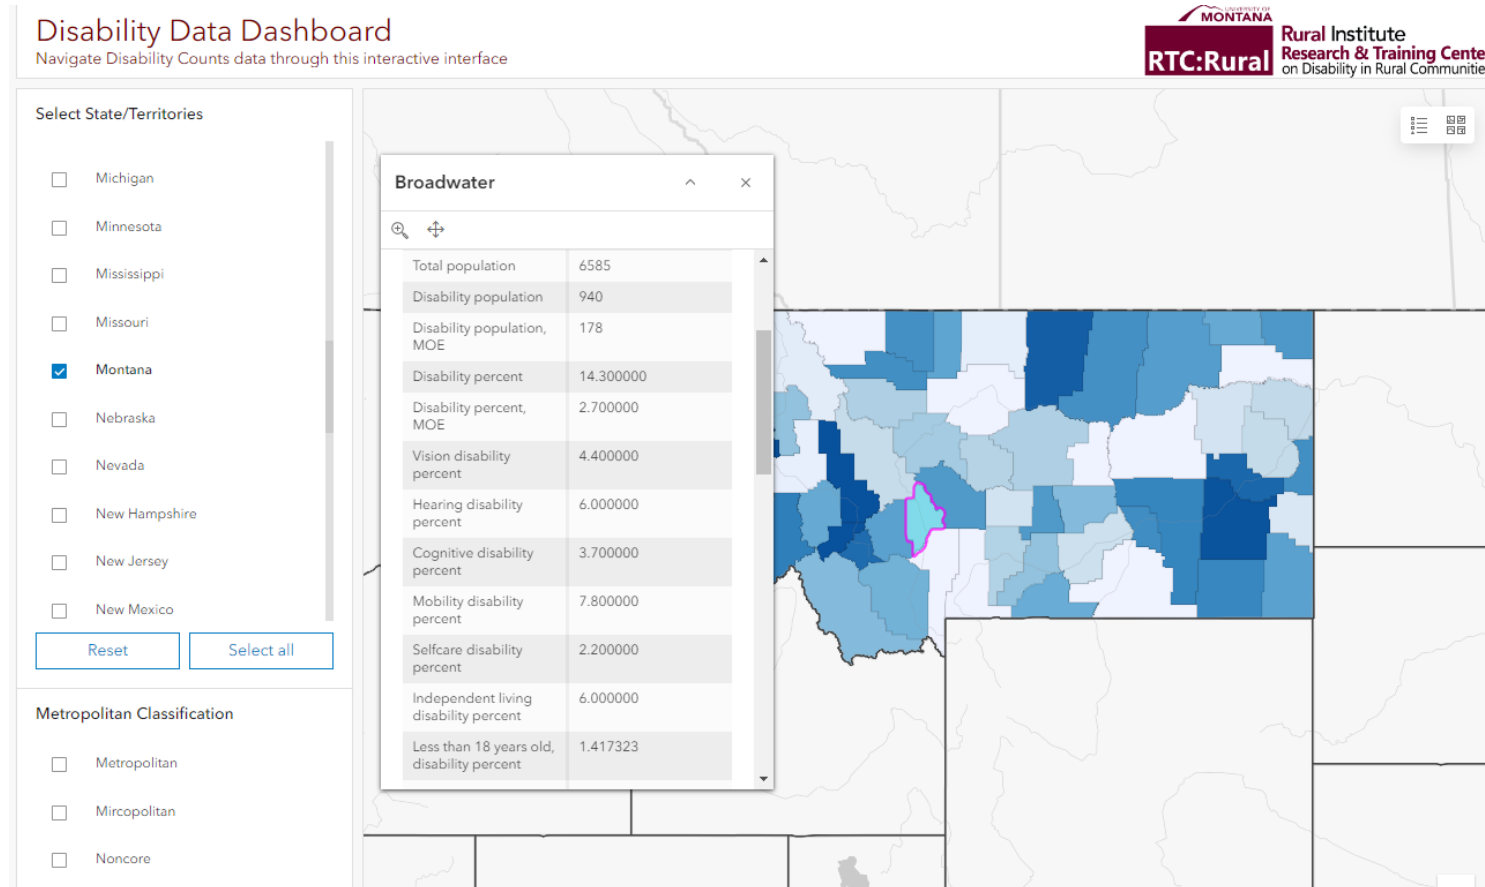 Disability Data Dashboard
Navigate Disability Counts data through this interactive interface
UNIVERSITY OF
MONTANA
RTC:Rural
Rural Institute
Research & Training Cente
on Disability in Rural Communitie
Select State/Territories
Michigan
Minnesota
Mississippi
Missouri
Montana
Nebraska
Nevada
New Hampshire
New Jersey
New Mexico
Reset
Select all
Metropolitan Classification
Metropolitan
Mircopolitan
Noncore
Broadwater
Total population 6585
Disability population 940
Disability population, 178
MOE
Disability percent 14.300000
Disability percent, 2.700000
MOE
Vision disability 4.400000
percent
Hearing disability 6.000000
percent
Cognitive disability 3.700000
percent
Mobility disability 7.800000
percent
Selfcare disability 2.200000
percent
Independent living 6.000000
disability percent
Less than 18 years old, 1.417323
disability percent